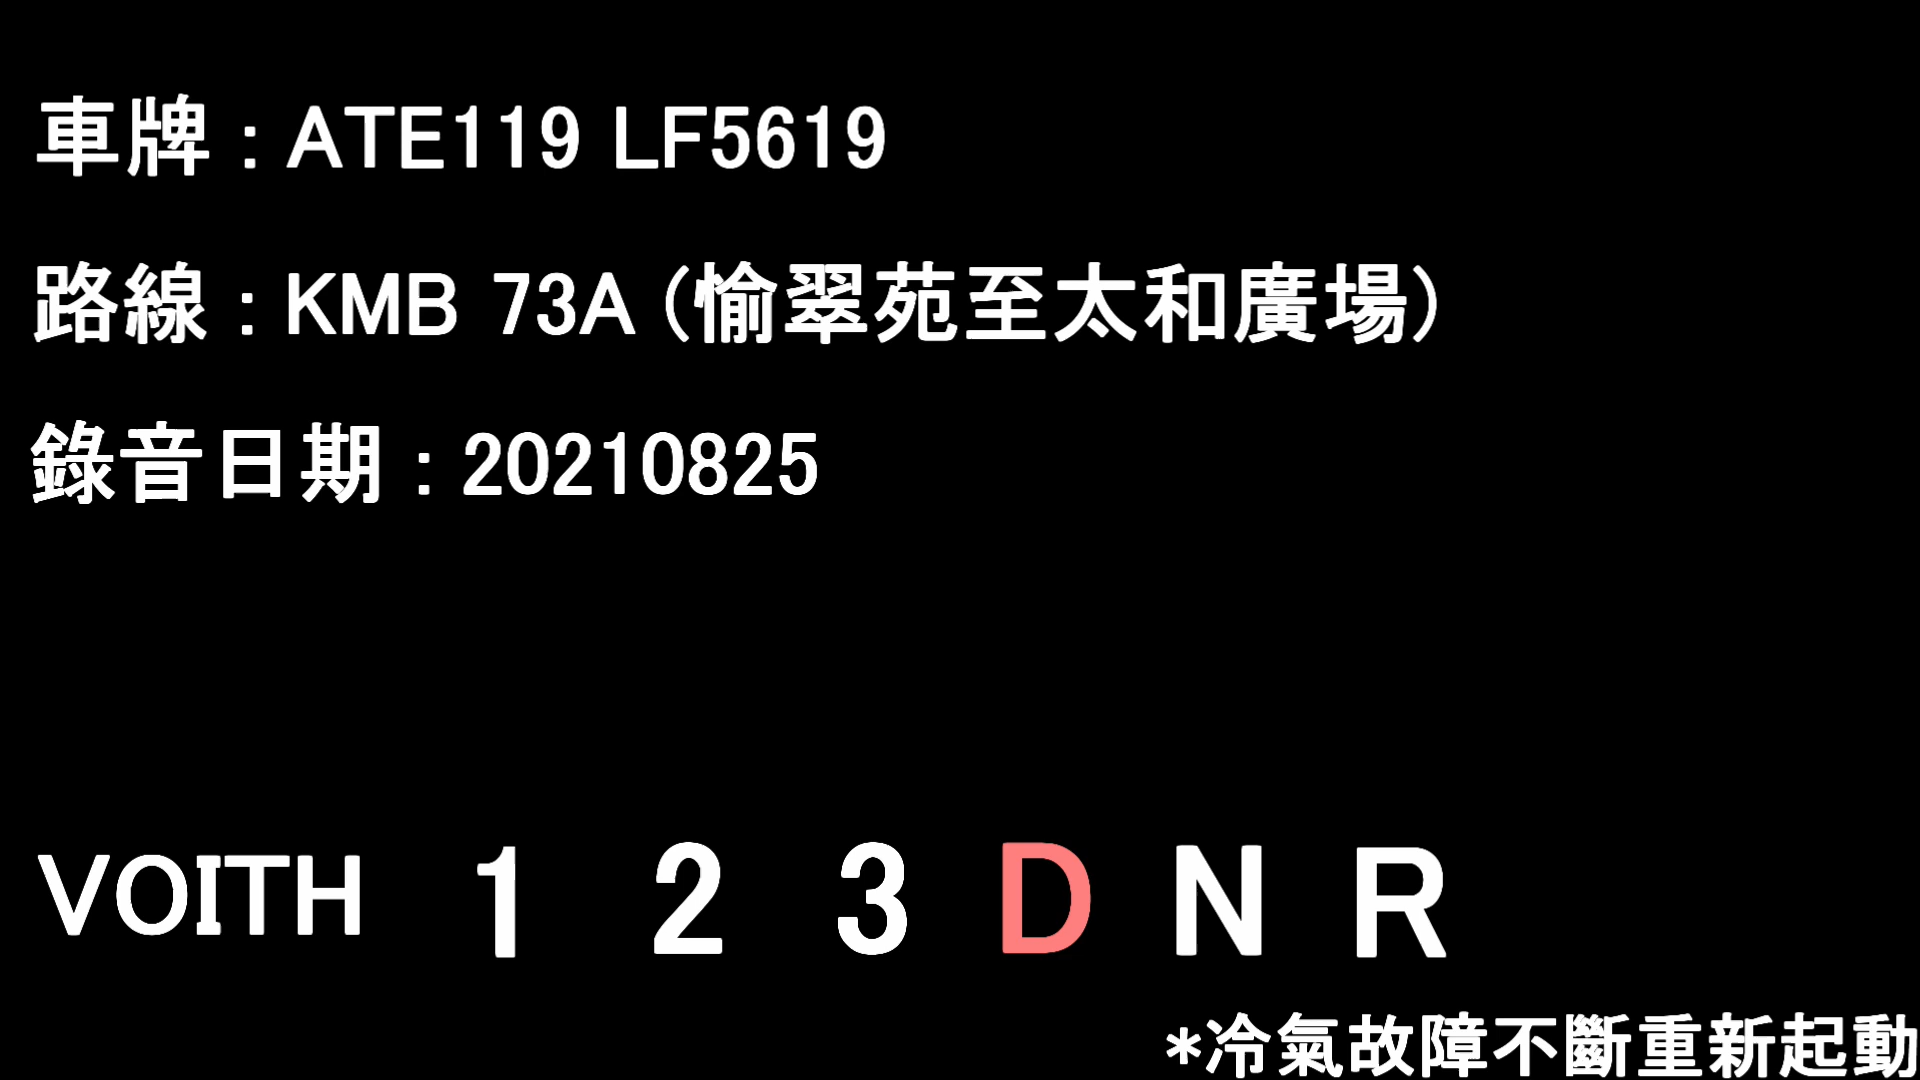 車牌 : ATE119 LF5619
路線 : KMB 73A (愉翠苑至太和廣場)
錄音日期 : 20210825
VOITH 1 2 3 D N R
*冷氣故障不斷重新起動